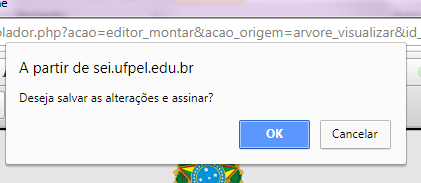 olador.php?acao=editor_montar&acao_origem=arvore_visualizar&id_
A partir de sei.ufpel.edu.br
Deseja salvar as alterações e assinar?
OK
Cancelar